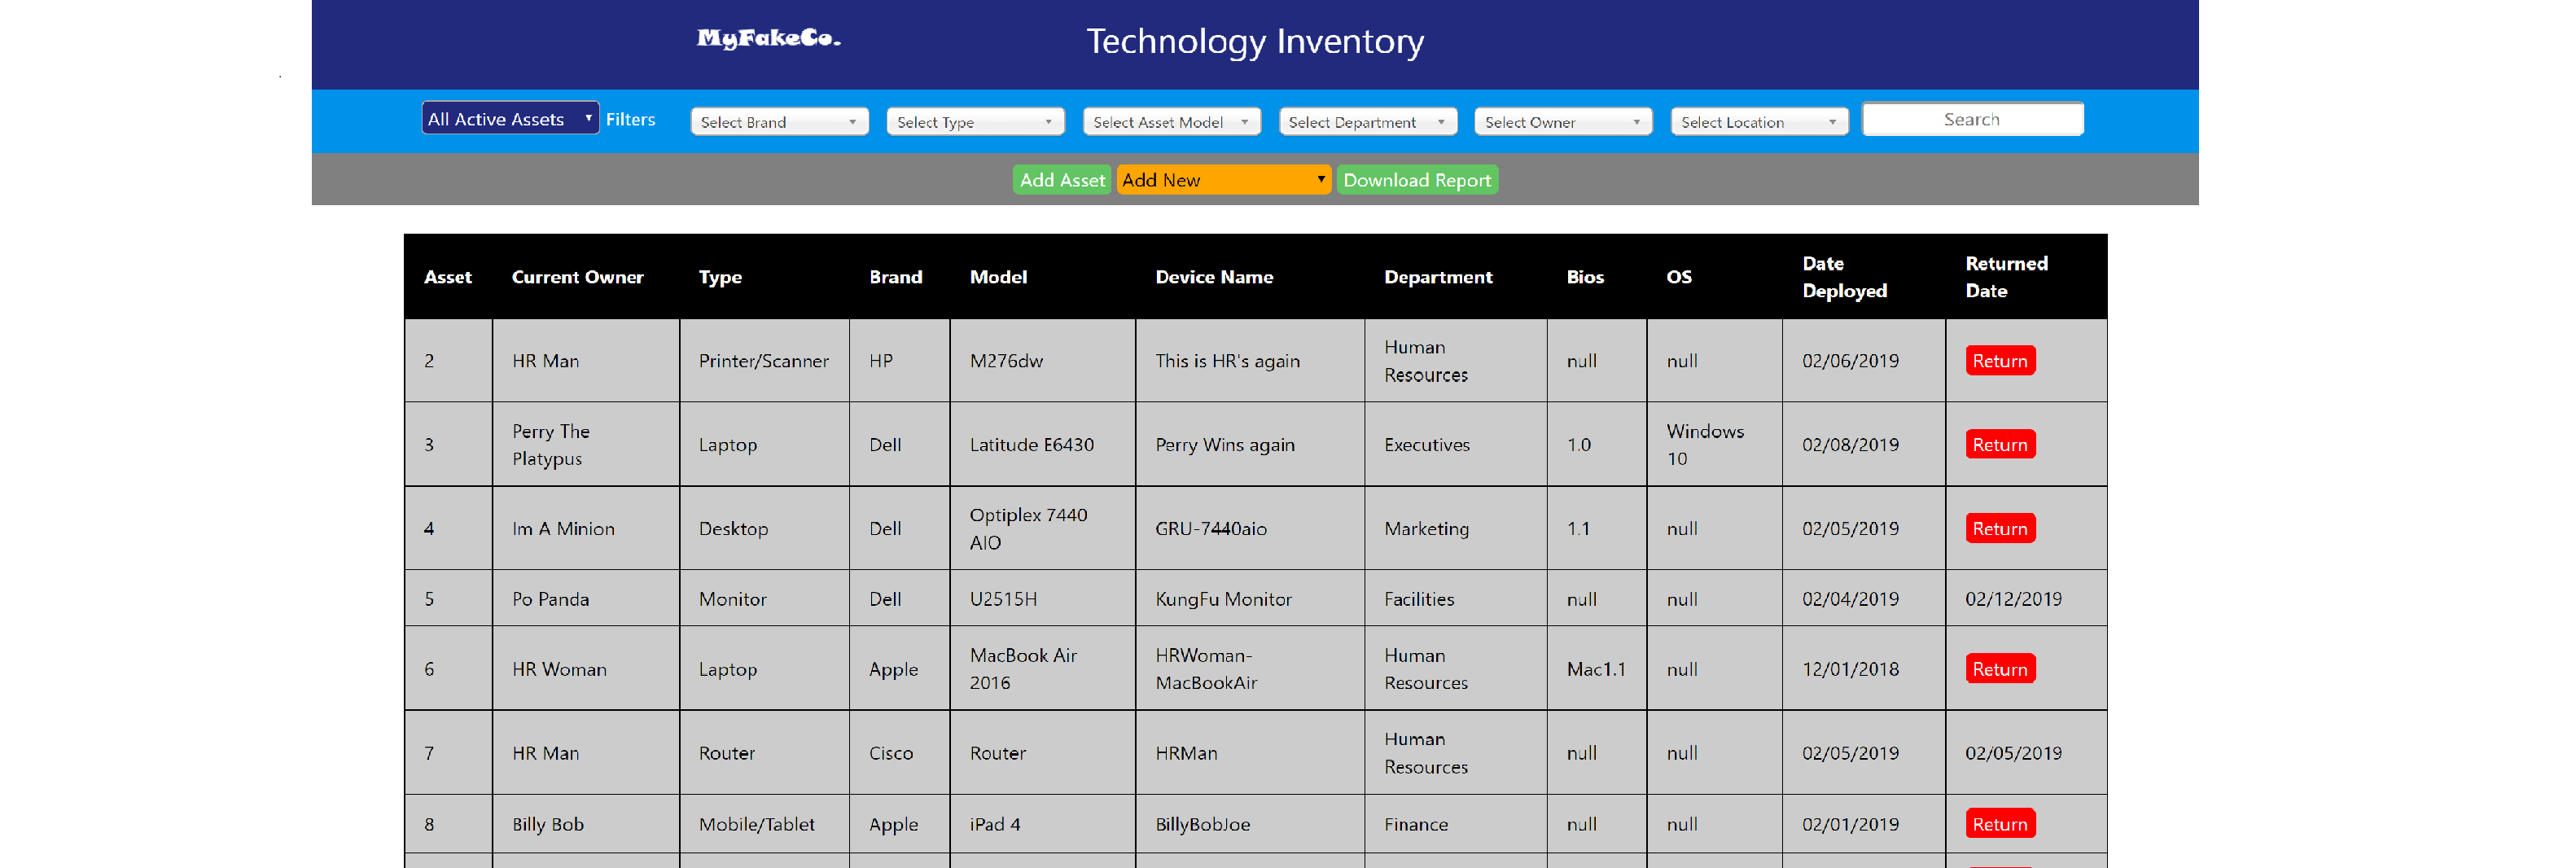 MyFakeCo.
Technology Inventory
All Active Assets Filters Select Brand Select Type Select Asset Model Select Department Select Owner Select Location Search
Add Asset Add New Download Report
Asset Current Owner Type Brand Model Device Name Department Bios OS Date Deployed Returned Date
2 HR Man Printer/Scanner HP M276dw This is HR's again Human Resources null null 02/06/2019 Return
3 Perry The Platypus Laptop Dell Latitude E6430 Perry Wins again Executives 1.0 Windows 10 02/08/2019 Return
4 Im A Minion Desktop Dell Optiplex 7440 AIO GRU-7440aio Marketing 1.1 null 02/05/2019 Return
5 Po Panda Monitor Dell U2515H KungFu Monitor Facilities null null 02/04/2019 02/12/2019
6 HR Woman Laptop Apple MacBook Air 2016 HRWoman-MacBookAir Human Resources Mac1.1 null 12/01/2018 Return
7 HR Man Router Cisco Router HRMan Human Resources null null 02/05/2019 02/05/2019
8 Billy Bob Mobile/Tablet Apple iPad 4 BillyBobJoe Finance null null 02/01/2019 Return